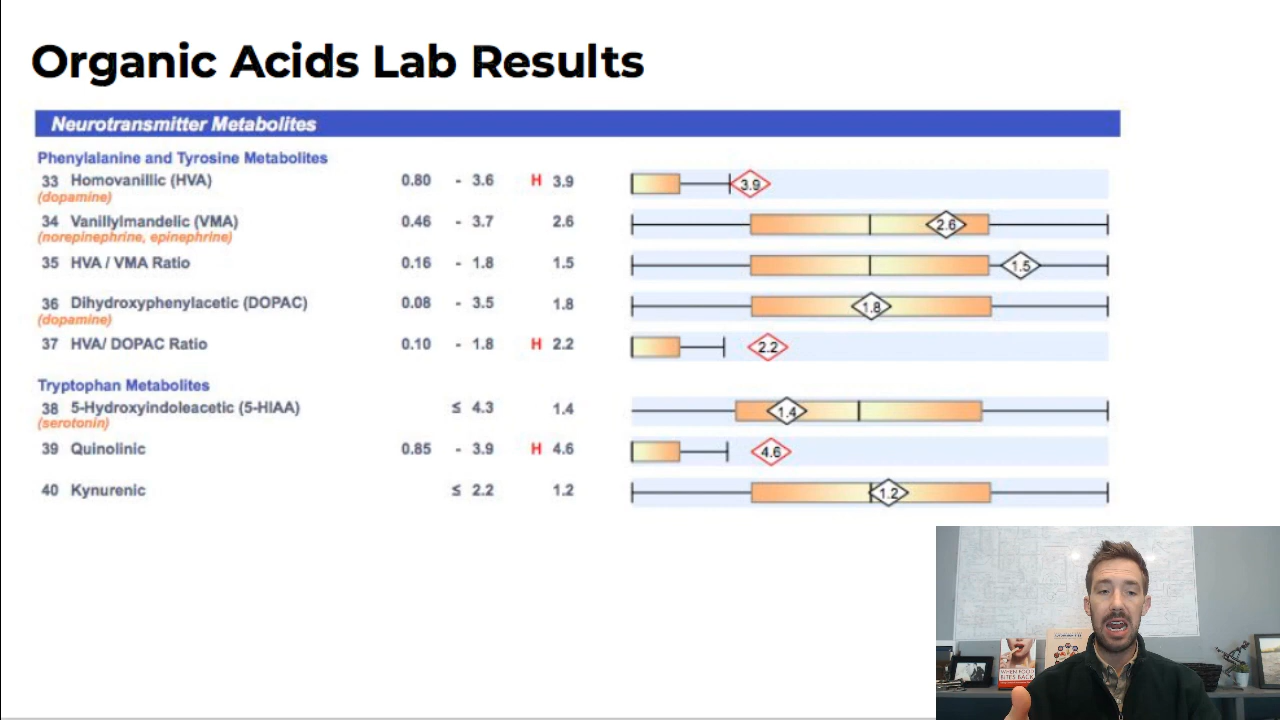 Organic Acids Lab Results
Neurotransmitter Metabolites
Phenylalanine and Tyrosine Metabolites
33 Homovanillic (HVA) 0.80 - 3.6 H 3.9 3.9
(dopamine)
34 Vanillylmandelic (VMA) 0.46 - 3.7 2.6 2.6
(norepinephrine, epinephrine)
35 HVA / VMA Ratio 0.16 - 1.8 1.5 1.5
36 Dihydroxyphenylacetic (DOPAC) 0.08 - 3.5 1.8 1.8
(dopamine)
37 HVA/ DOPAC Ratio 0.10 - 1.8 H 2.2 2.2
Tryptophan Metabolites
38 5-Hydroxyindoleacetic (5-HIAA) ≤ 4.3 1.4 1.4
(serotonin)
39 Quinolinic 0.85 - 3.9 H 4.6 4.6
40 Kynurenic ≤ 2.2 1.2 1.2
WHEN FOOD
BITES BACK